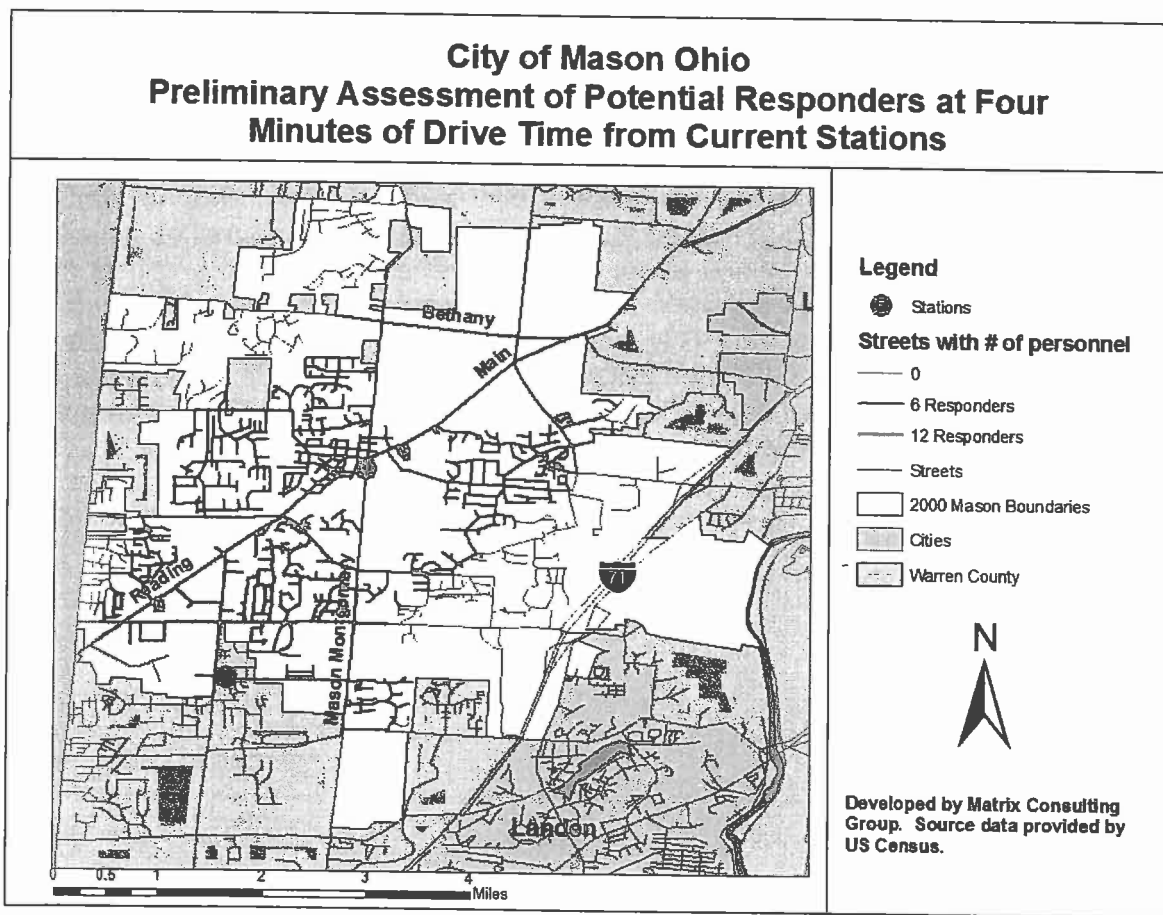 City of Mason Ohio
Preliminary Assessment of Potential Responders at Four
Minutes of Drive Time from Current Stations
Bethany
Main
Reading
Mason Montgomery
71
Landon
L
0 0.5 1 2 3 4
Miles
Legend
Stations
Streets with # of personnel
0
6 Responders
12 Responders
Streets
2000 Mason Boundaries
Cities
Warren County
N
Developed by Matrix Consulting
Group. Source data provided by
US Census.